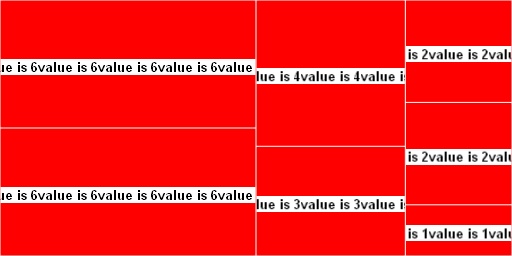 ue is 6value is 6value is 6value is 6value
ue is 6value is 6value is 6value is 6value
lue is 4value is 4value is
lue is 3value is 3value is
is 2value is 2valu
is 2value is 2valu
is 1value is 1valu